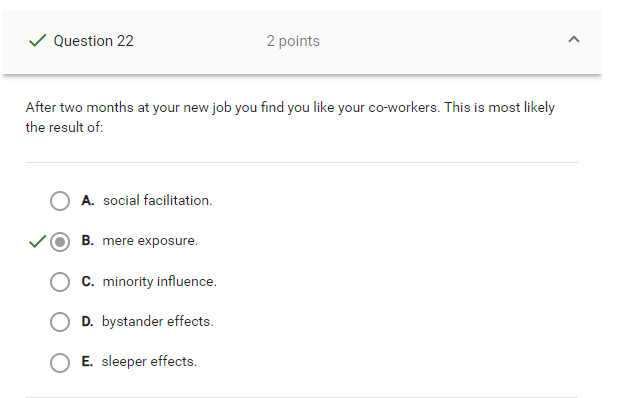 Question 22
2 points
After two months at your new job you find you like your co-workers. This is most likely
the result of:
A. social facilitation.
B. mere exposure.
C. minority influence.
D. bystander effects.
E. sleeper effects.